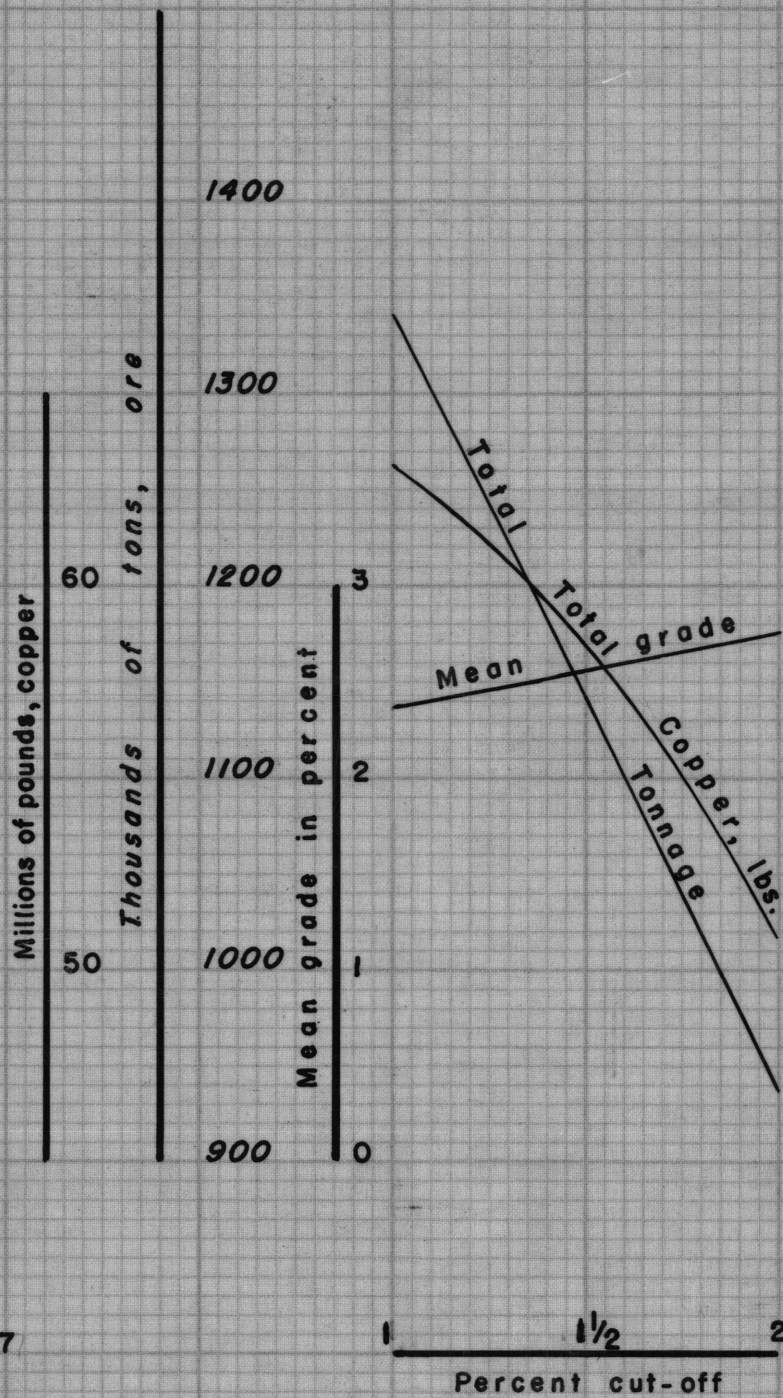 Millions of pounds, copper
60
50
Thousands of tons, ore
1400
1300
1200
1100
1000
900
Mean grade in percent
3
2
1
0
Total Tonnage
Total Copper, lbs.
Mean grade
7
1 1½ 2
Percent cut-off